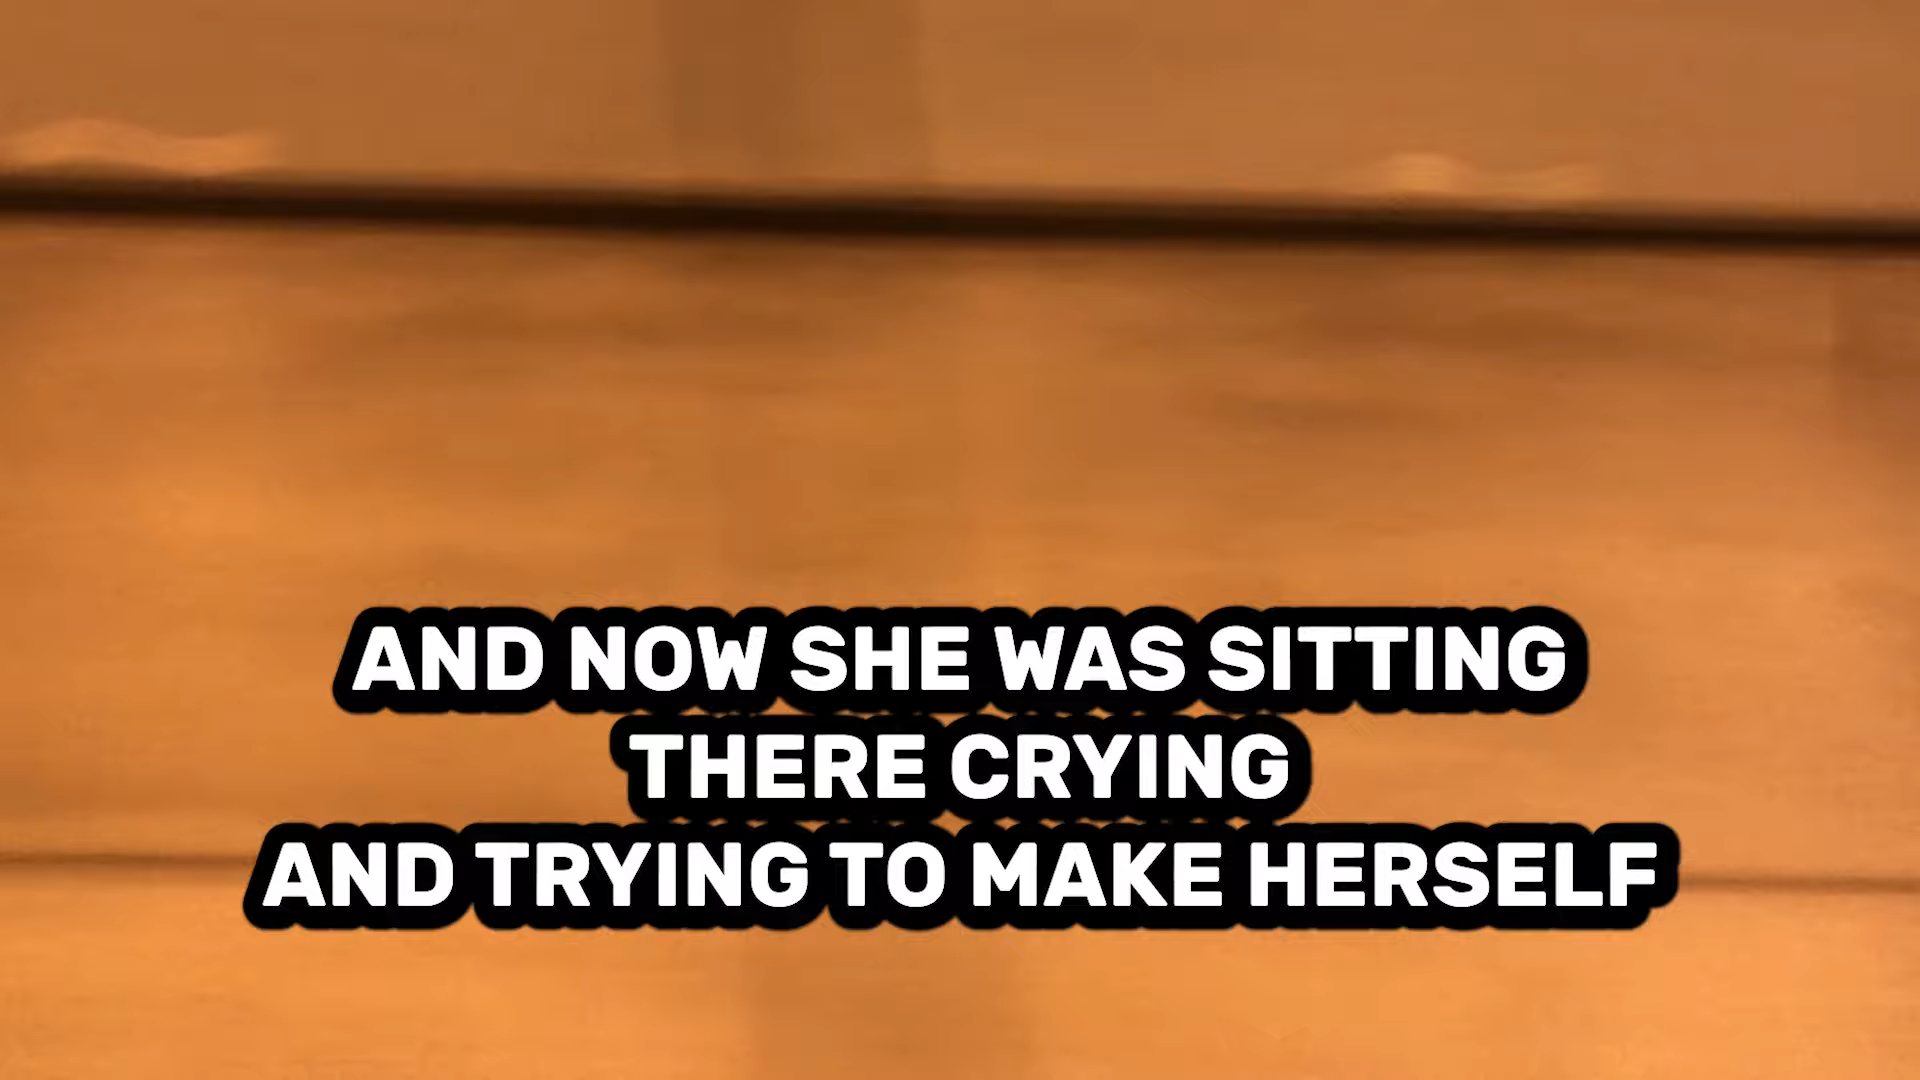 AND NOW SHE WAS SITTING
THERE CRYING
AND TRYING TO MAKE HERSELF